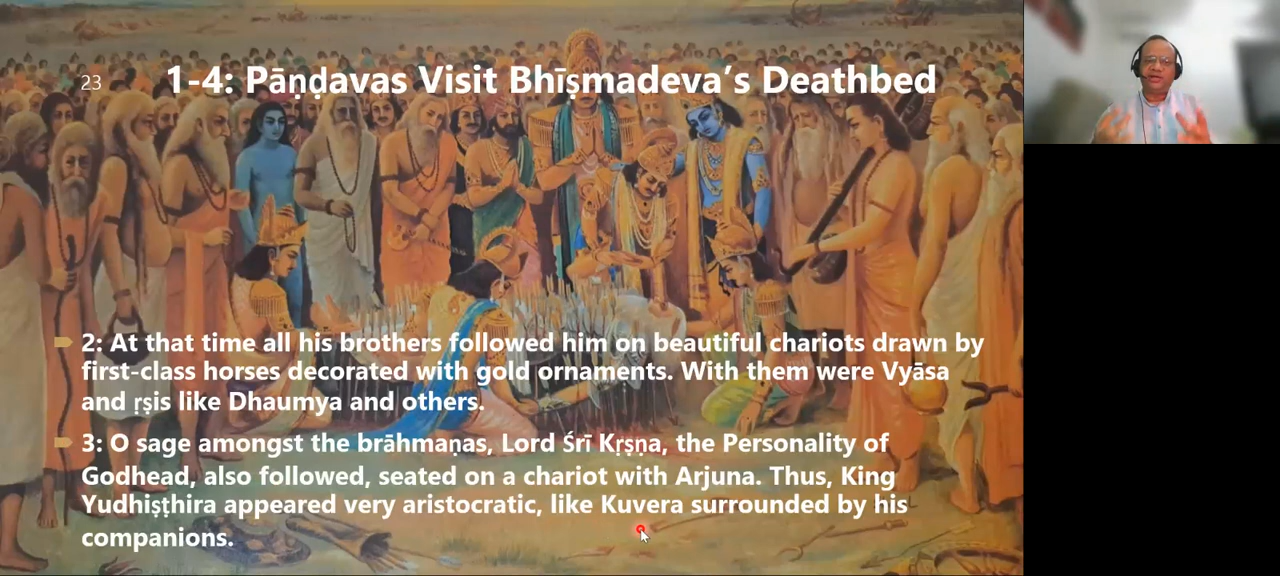 23
1-4: Pāṇḍavas Visit Bhīṣmadeva’s Deathbed
2: At that time all his brothers followed him on beautiful chariots drawn by
first-class horses decorated with gold ornaments. With them were Vyāsa
and ṛṣis like Dhaumya and others.
3: O sage amongst the brāhmaṇas, Lord Śrī Kṛṣṇa, the Personality of
Godhead, also followed, seated on a chariot with Arjuna. Thus, King
Yudhiṣṭhira appeared very aristocratic, like Kuvera surrounded by his
companions.